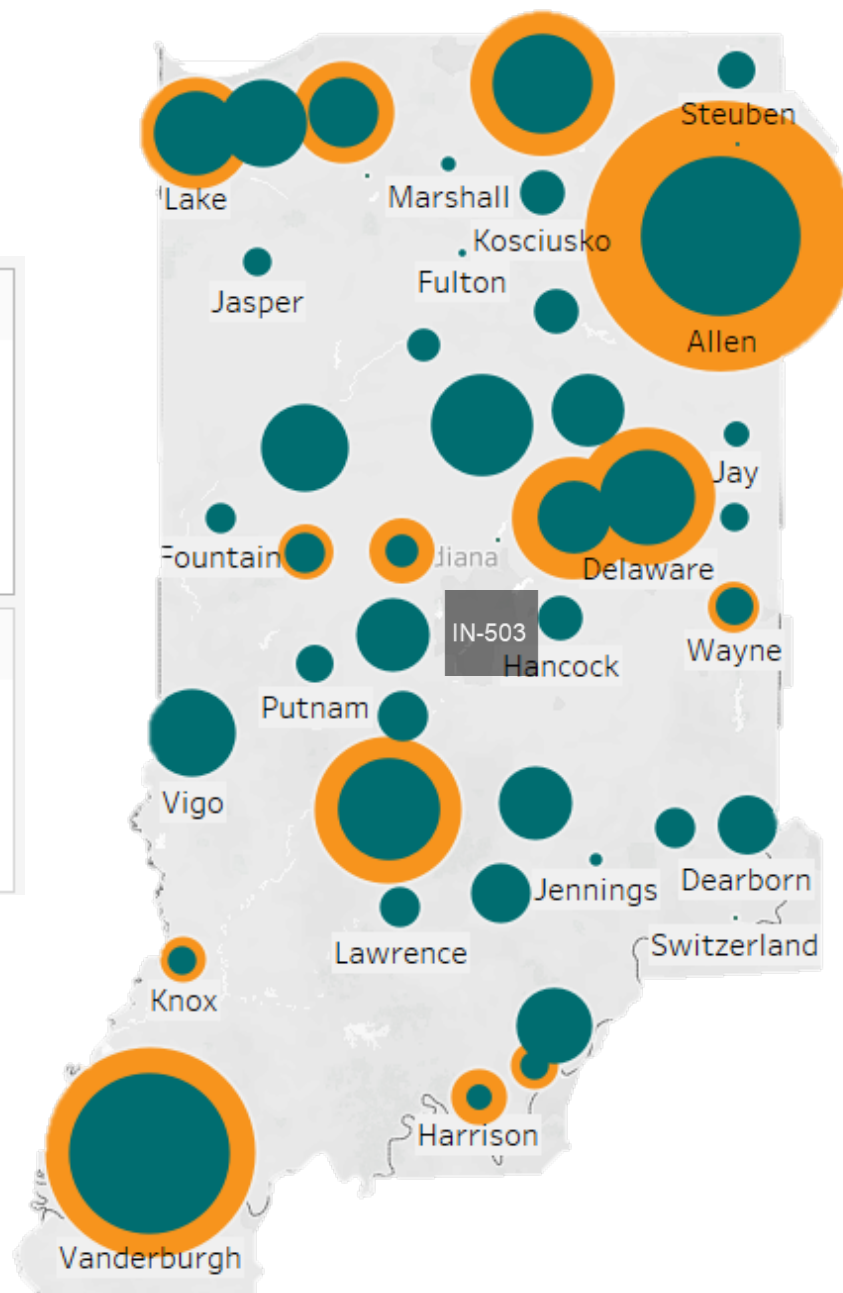 Steuben
Lake
Marshall
Kosciusko
Fulton
Jasper
Allen
Jay
Fountain
diana
Delaware
IN-503
Hancock
Wayne
Putnam
Vigo
Jennings
Dearborn
Lawrence
Switzerland
Knox
Harrison
Vanderburgh